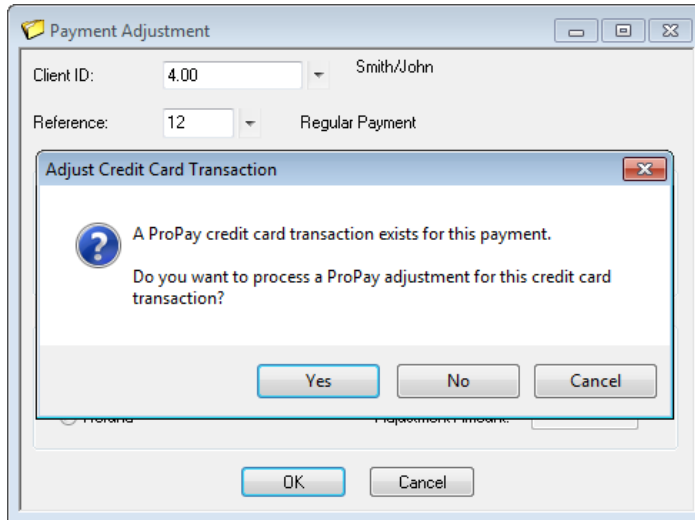 Payment Adjustment
Client ID: 4.00 Smith/John
Reference: 12 Regular Payment
Adjust Credit Card Transaction
A ProPay credit card transaction exists for this payment.
Do you want to process a ProPay adjustment for this credit card
transaction?
Yes No Cancel
OK Cancel